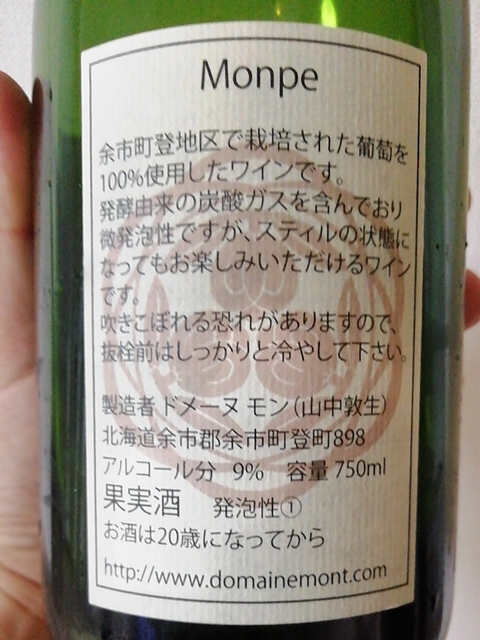 Monpe
余市町登地区で栽培された葡萄を
100%使用したワインです。
発酵由来の炭酸ガスを含んでおり
微発泡性ですが、スティルの状態に
なってもお楽しみいただけるワイン
です。
吹きこぼれる恐れがありますので、
抜栓前はしっかりと冷やして下さい。
製造者 ドメーヌ モン（山中敦生）
北海道余市郡余市町登町898
アルコール分 9% 容量 750ml
果実酒 発泡性①
お酒は20歳になってから
http://www.domainemont.com